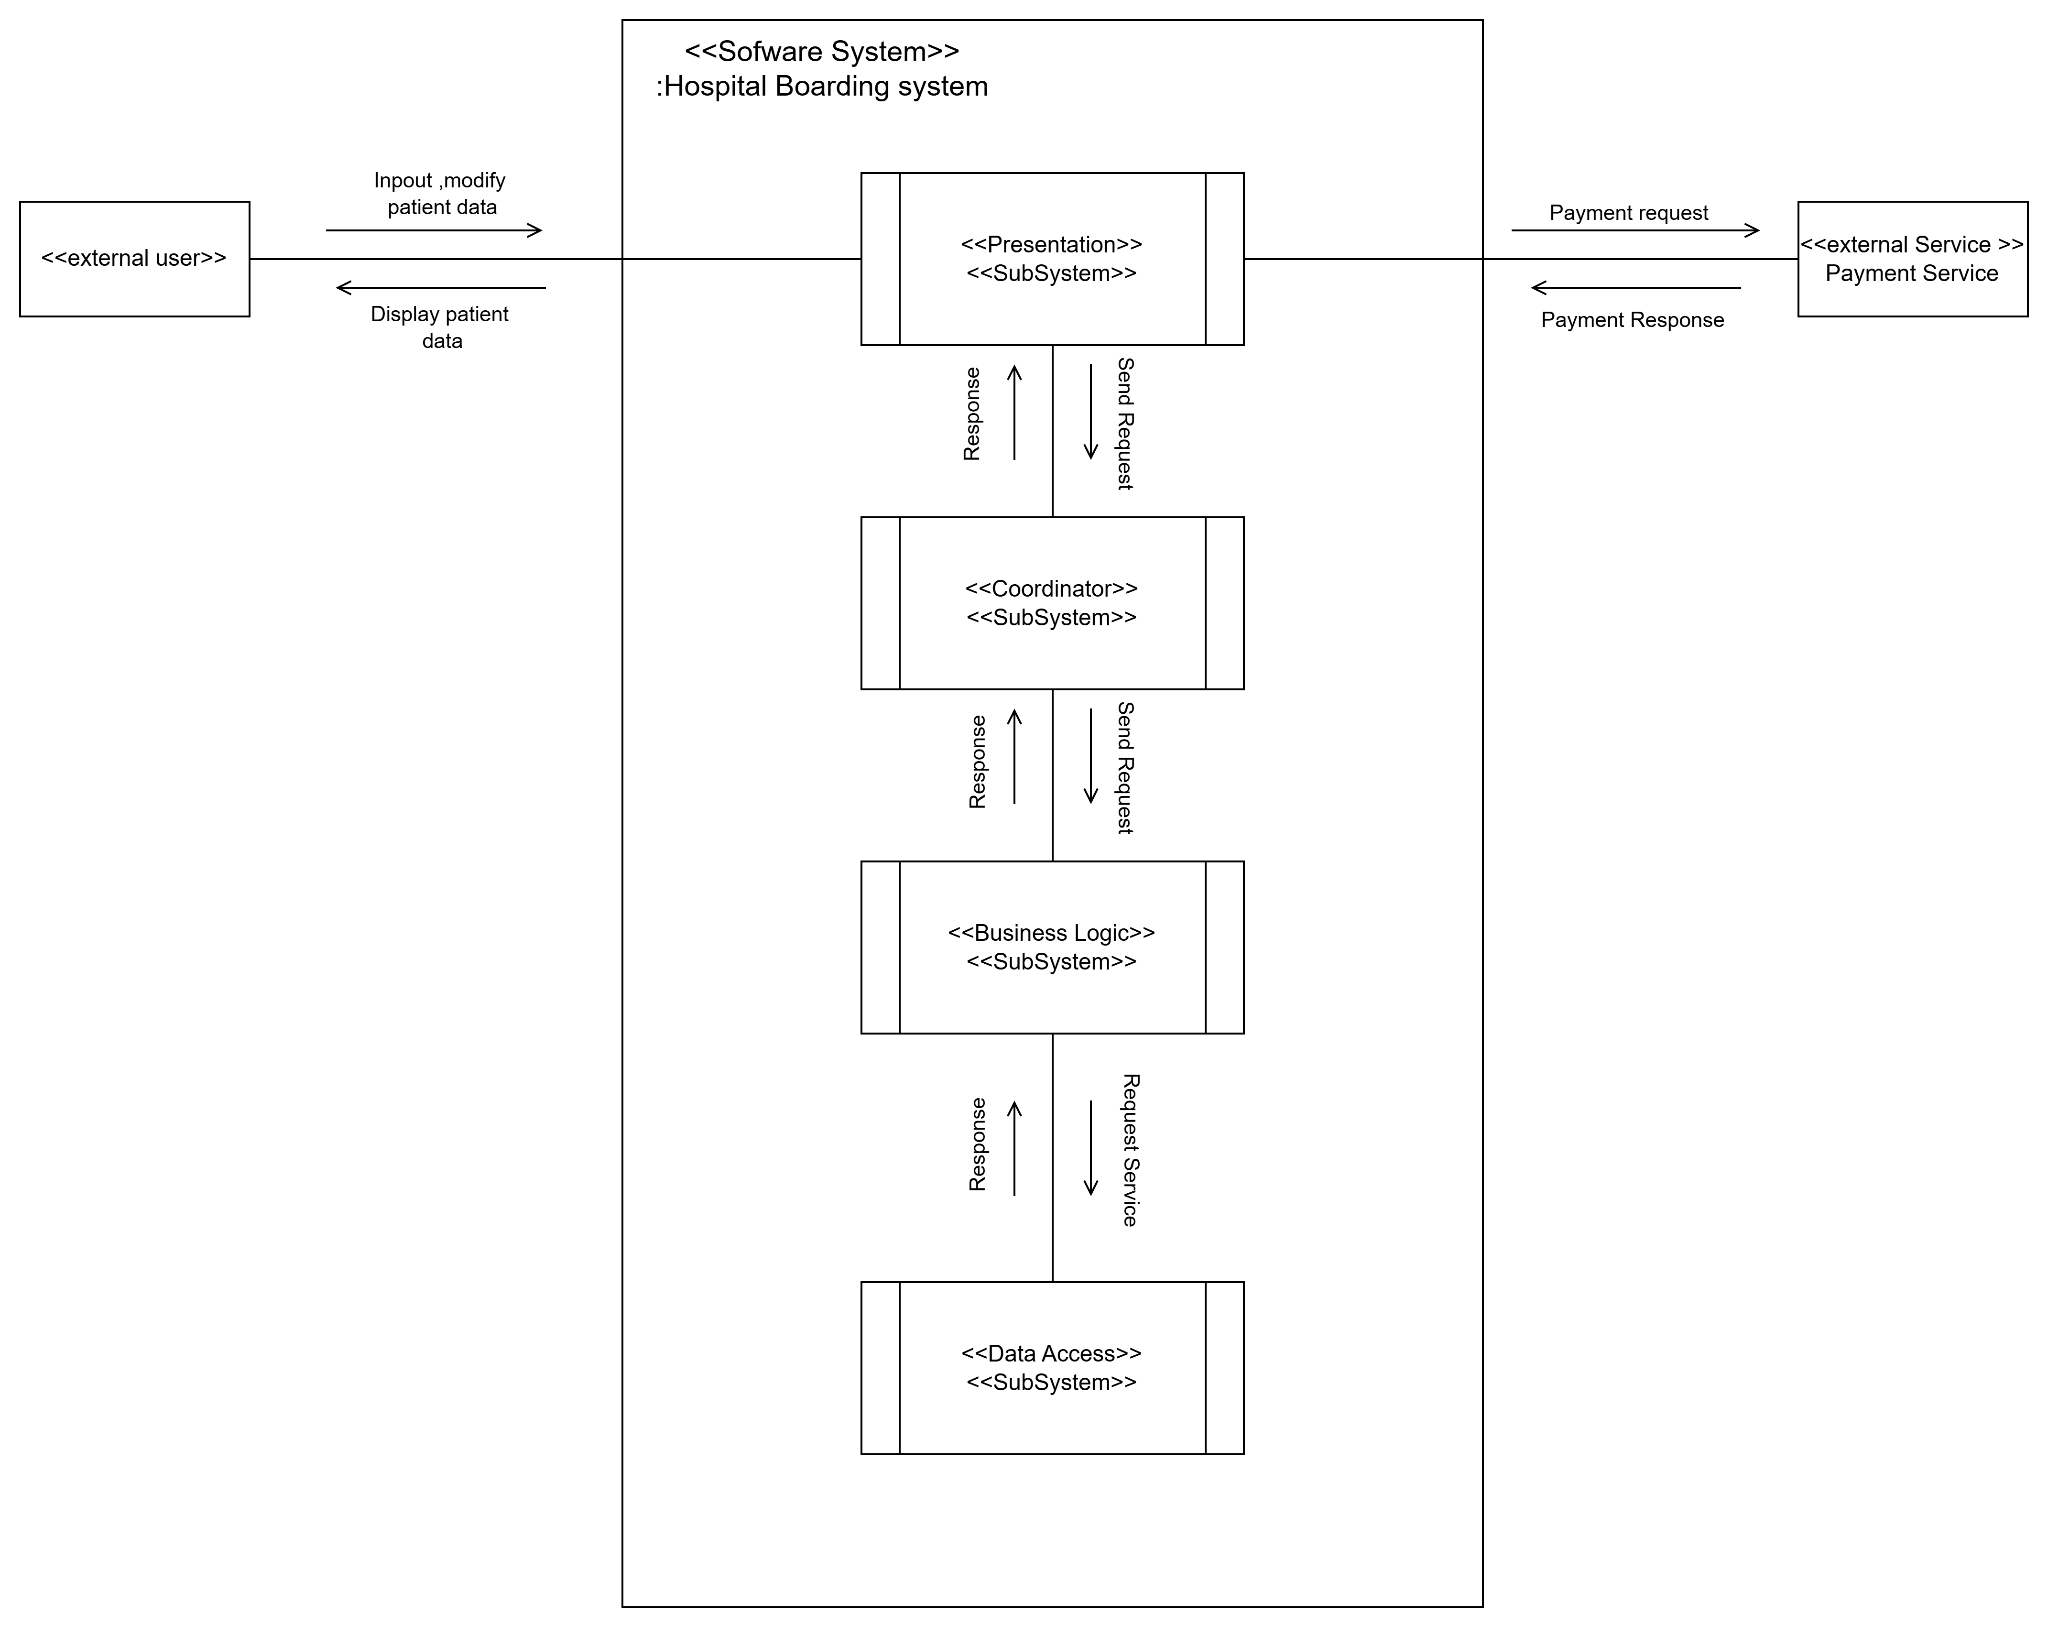 <<Sofware System>>
:Hospital Boarding system
Inpout ,modify
patient data
<<external user>>
Display patient
data
<<Presentation>>
<<SubSystem>>
Payment request
<<external Service >>
Payment Service
Payment Response
Response
Send Request
<<Coordinator>>
<<SubSystem>>
Response
Send Request
<<Business Logic>>
<<SubSystem>>
Response
Request Service
<<Data Access>>
<<SubSystem>>